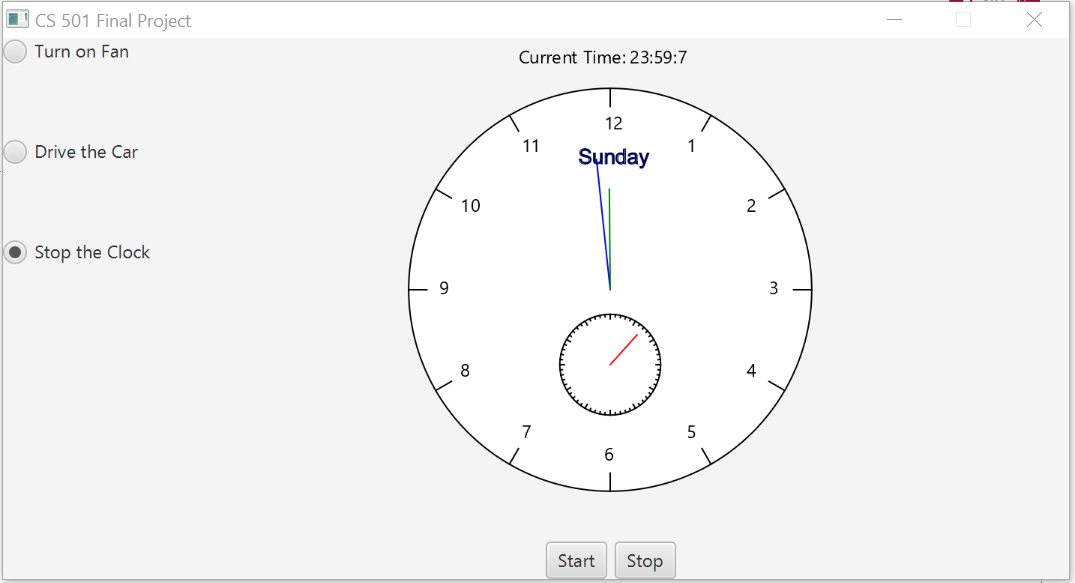 CS 501 Final Project
Turn on Fan
Drive the Car
Stop the Clock
Current Time: 23:59:7
12
11
1
Sunday
10
2
9
3
8
4
7
5
6
Start
Stop